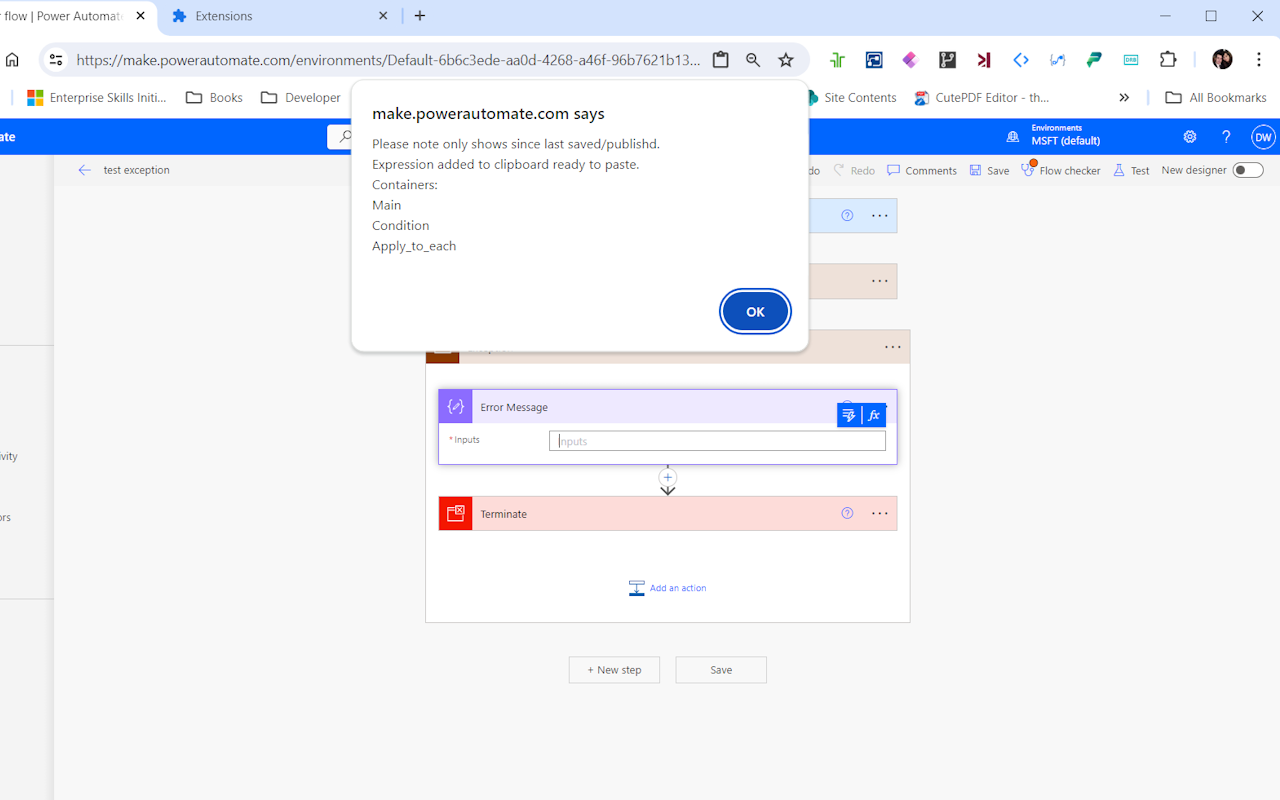 flow | Power Automat
Extensions
https://make.powerautomate.com/environments/Default-6b6c3ede-aa0d-4268-a46f-96b7621b13...
Enterprise Skills Initi...
Books
Developer
Site Contents
CutePDF Editor - th...
All Bookmarks
make.powerautomate.com says
Please note only shows since last saved/publishd.
Expression added to clipboard ready to paste.
Containers:
Main
Condition
Apply_to_each
OK
ate
Environments
MSFT (default)
DW
test exception
do
Redo
Comments
Save
Flow checker
Test
New designer
Error Message
fx
* Inputs
Inputs
Terminate
Add an action
+ New step
Save
vity
ors